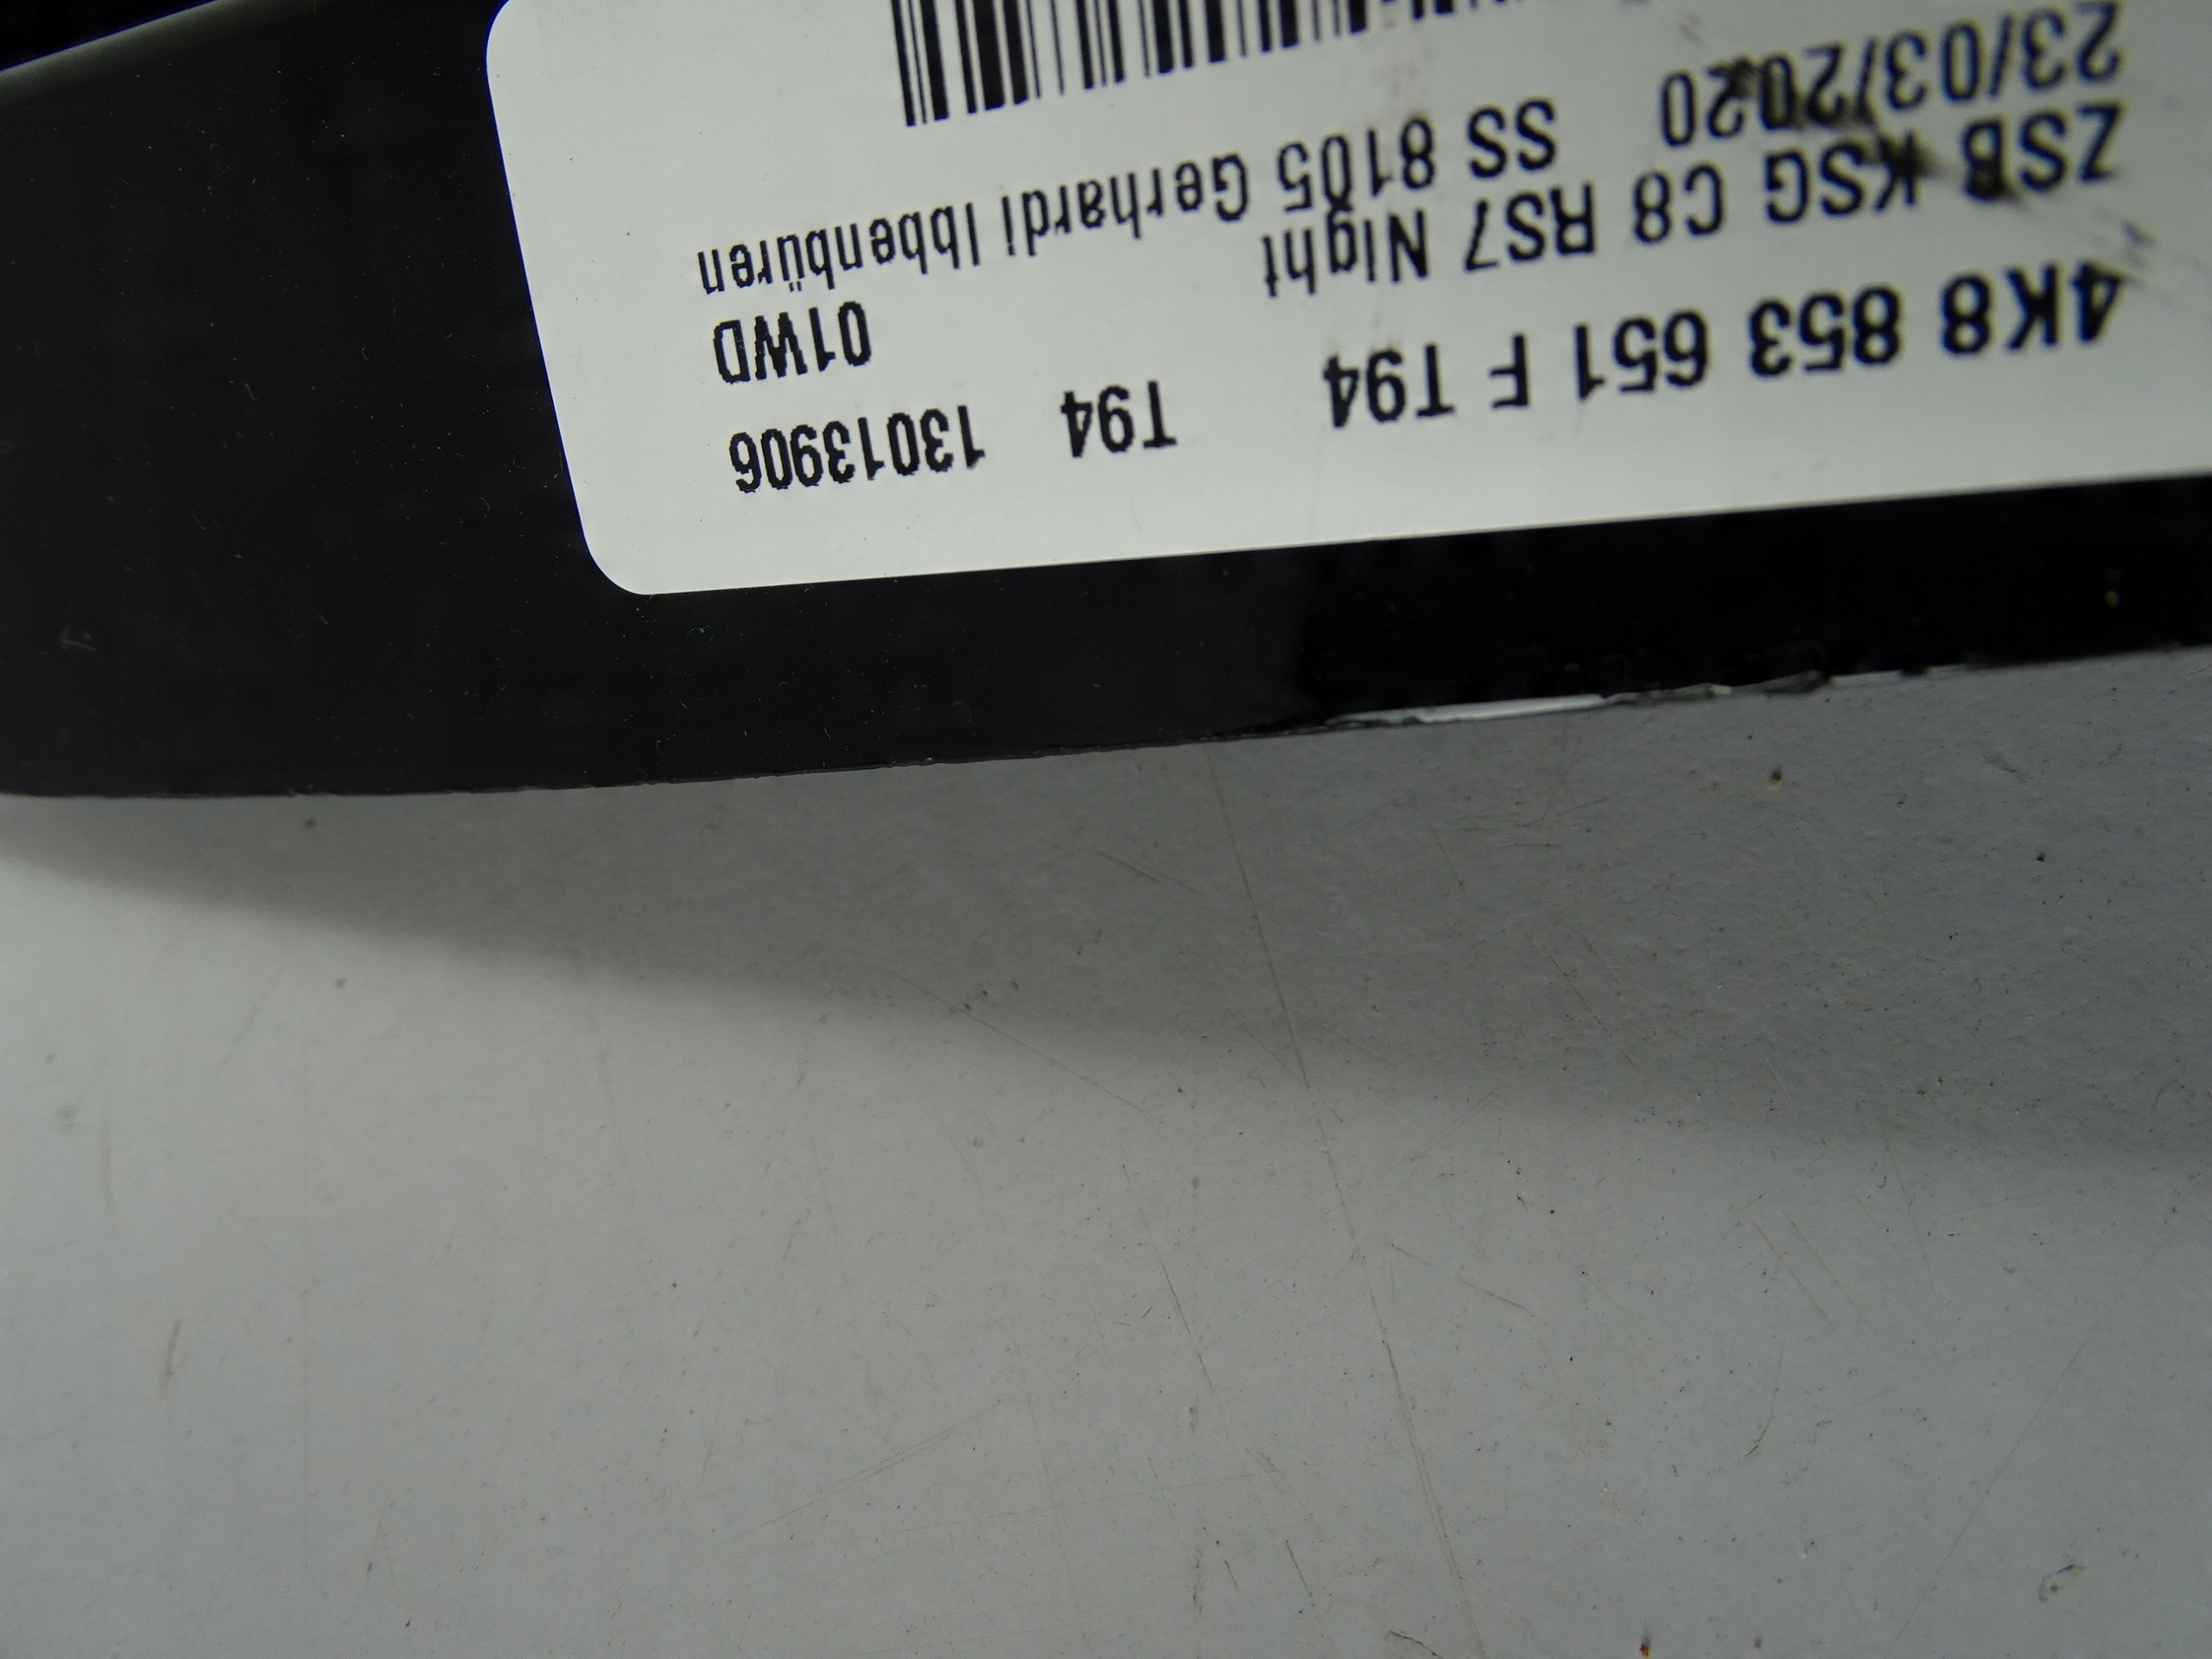 4K8 853 651 F T94 T94 13013906
ZSB KSG C8 RS7 Night 01WD
23/03/2020 SS 8105 Gerhardi Ibbenbüren